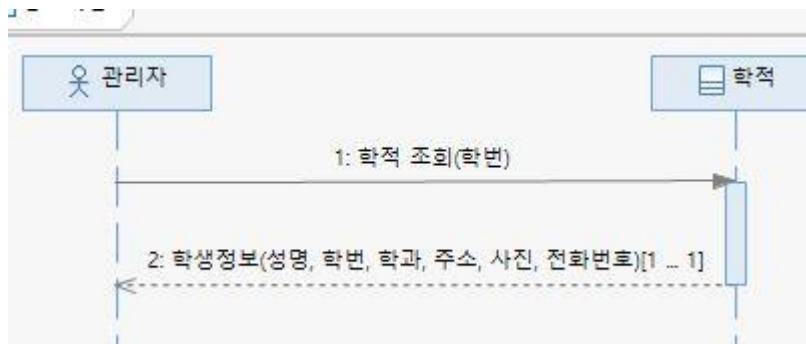 관리자
학적
1: 학적 조회(학번)
2: 학생정보(성명, 학번, 학과, 주소, 사진, 전화번호)[1 ... 1]